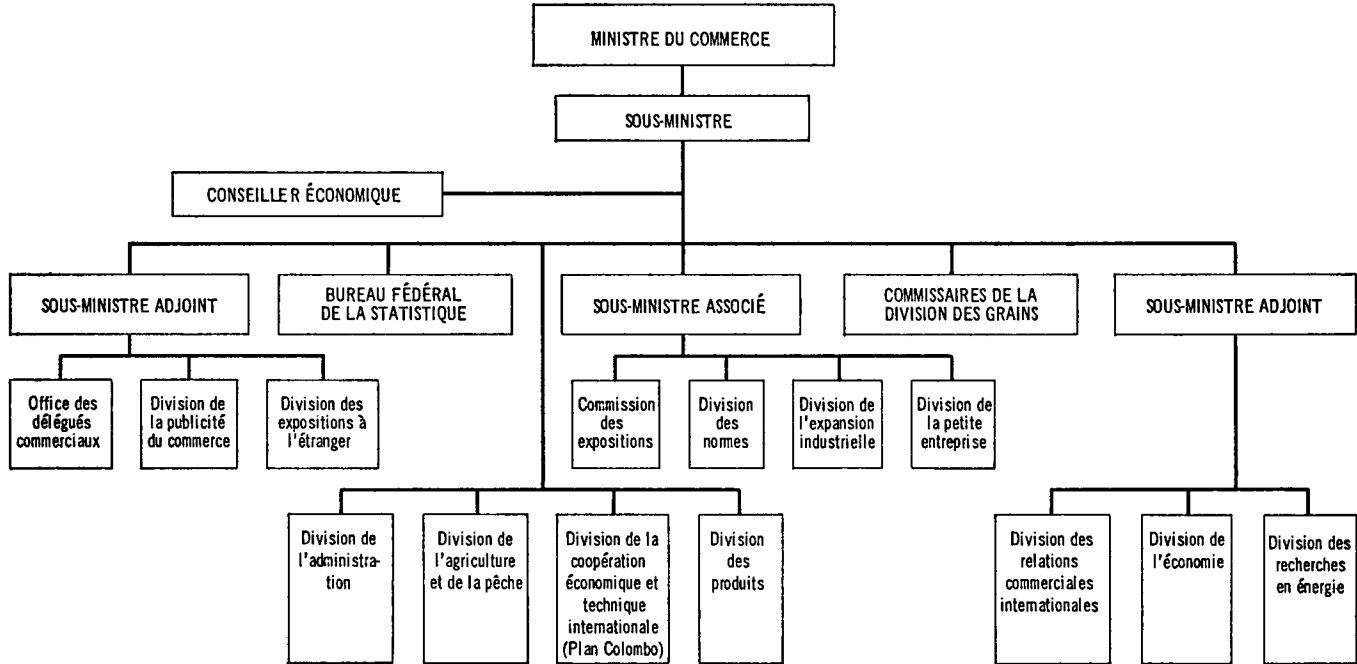 MINISTRE DU COMMERCE
SOUS-MINISTRE
CONSEILLER ÉCONOMIQUE
SOUS-MINISTRE ADJOINT
BUREAU FÉDÉRAL
DE LA STATISTIQUE
SOUS-MINISTRE ASSOCIÉ
COMMISSAIRES DE LA
DIVISION DES GRAINS
SOUS-MINISTRE ADJOINT
Office des
délégués
commerciaux
Division de
la publicité
du commerce
Division des
expositions à
l'étranger
Commission
des
expositions
Division
des
normes
Division de
l'expansion
industrielle
Division de
la petite
entreprise
Division de
l'administra-
tion
Division de
l'agriculture
et de la pêche
Division de la
coopération
économique et
technique
internationale
(Plan Colombo)
Division
des
produits
Division des
relations
commerciales
internationales
Division de
l'économie
Division des
recherches
en énergie